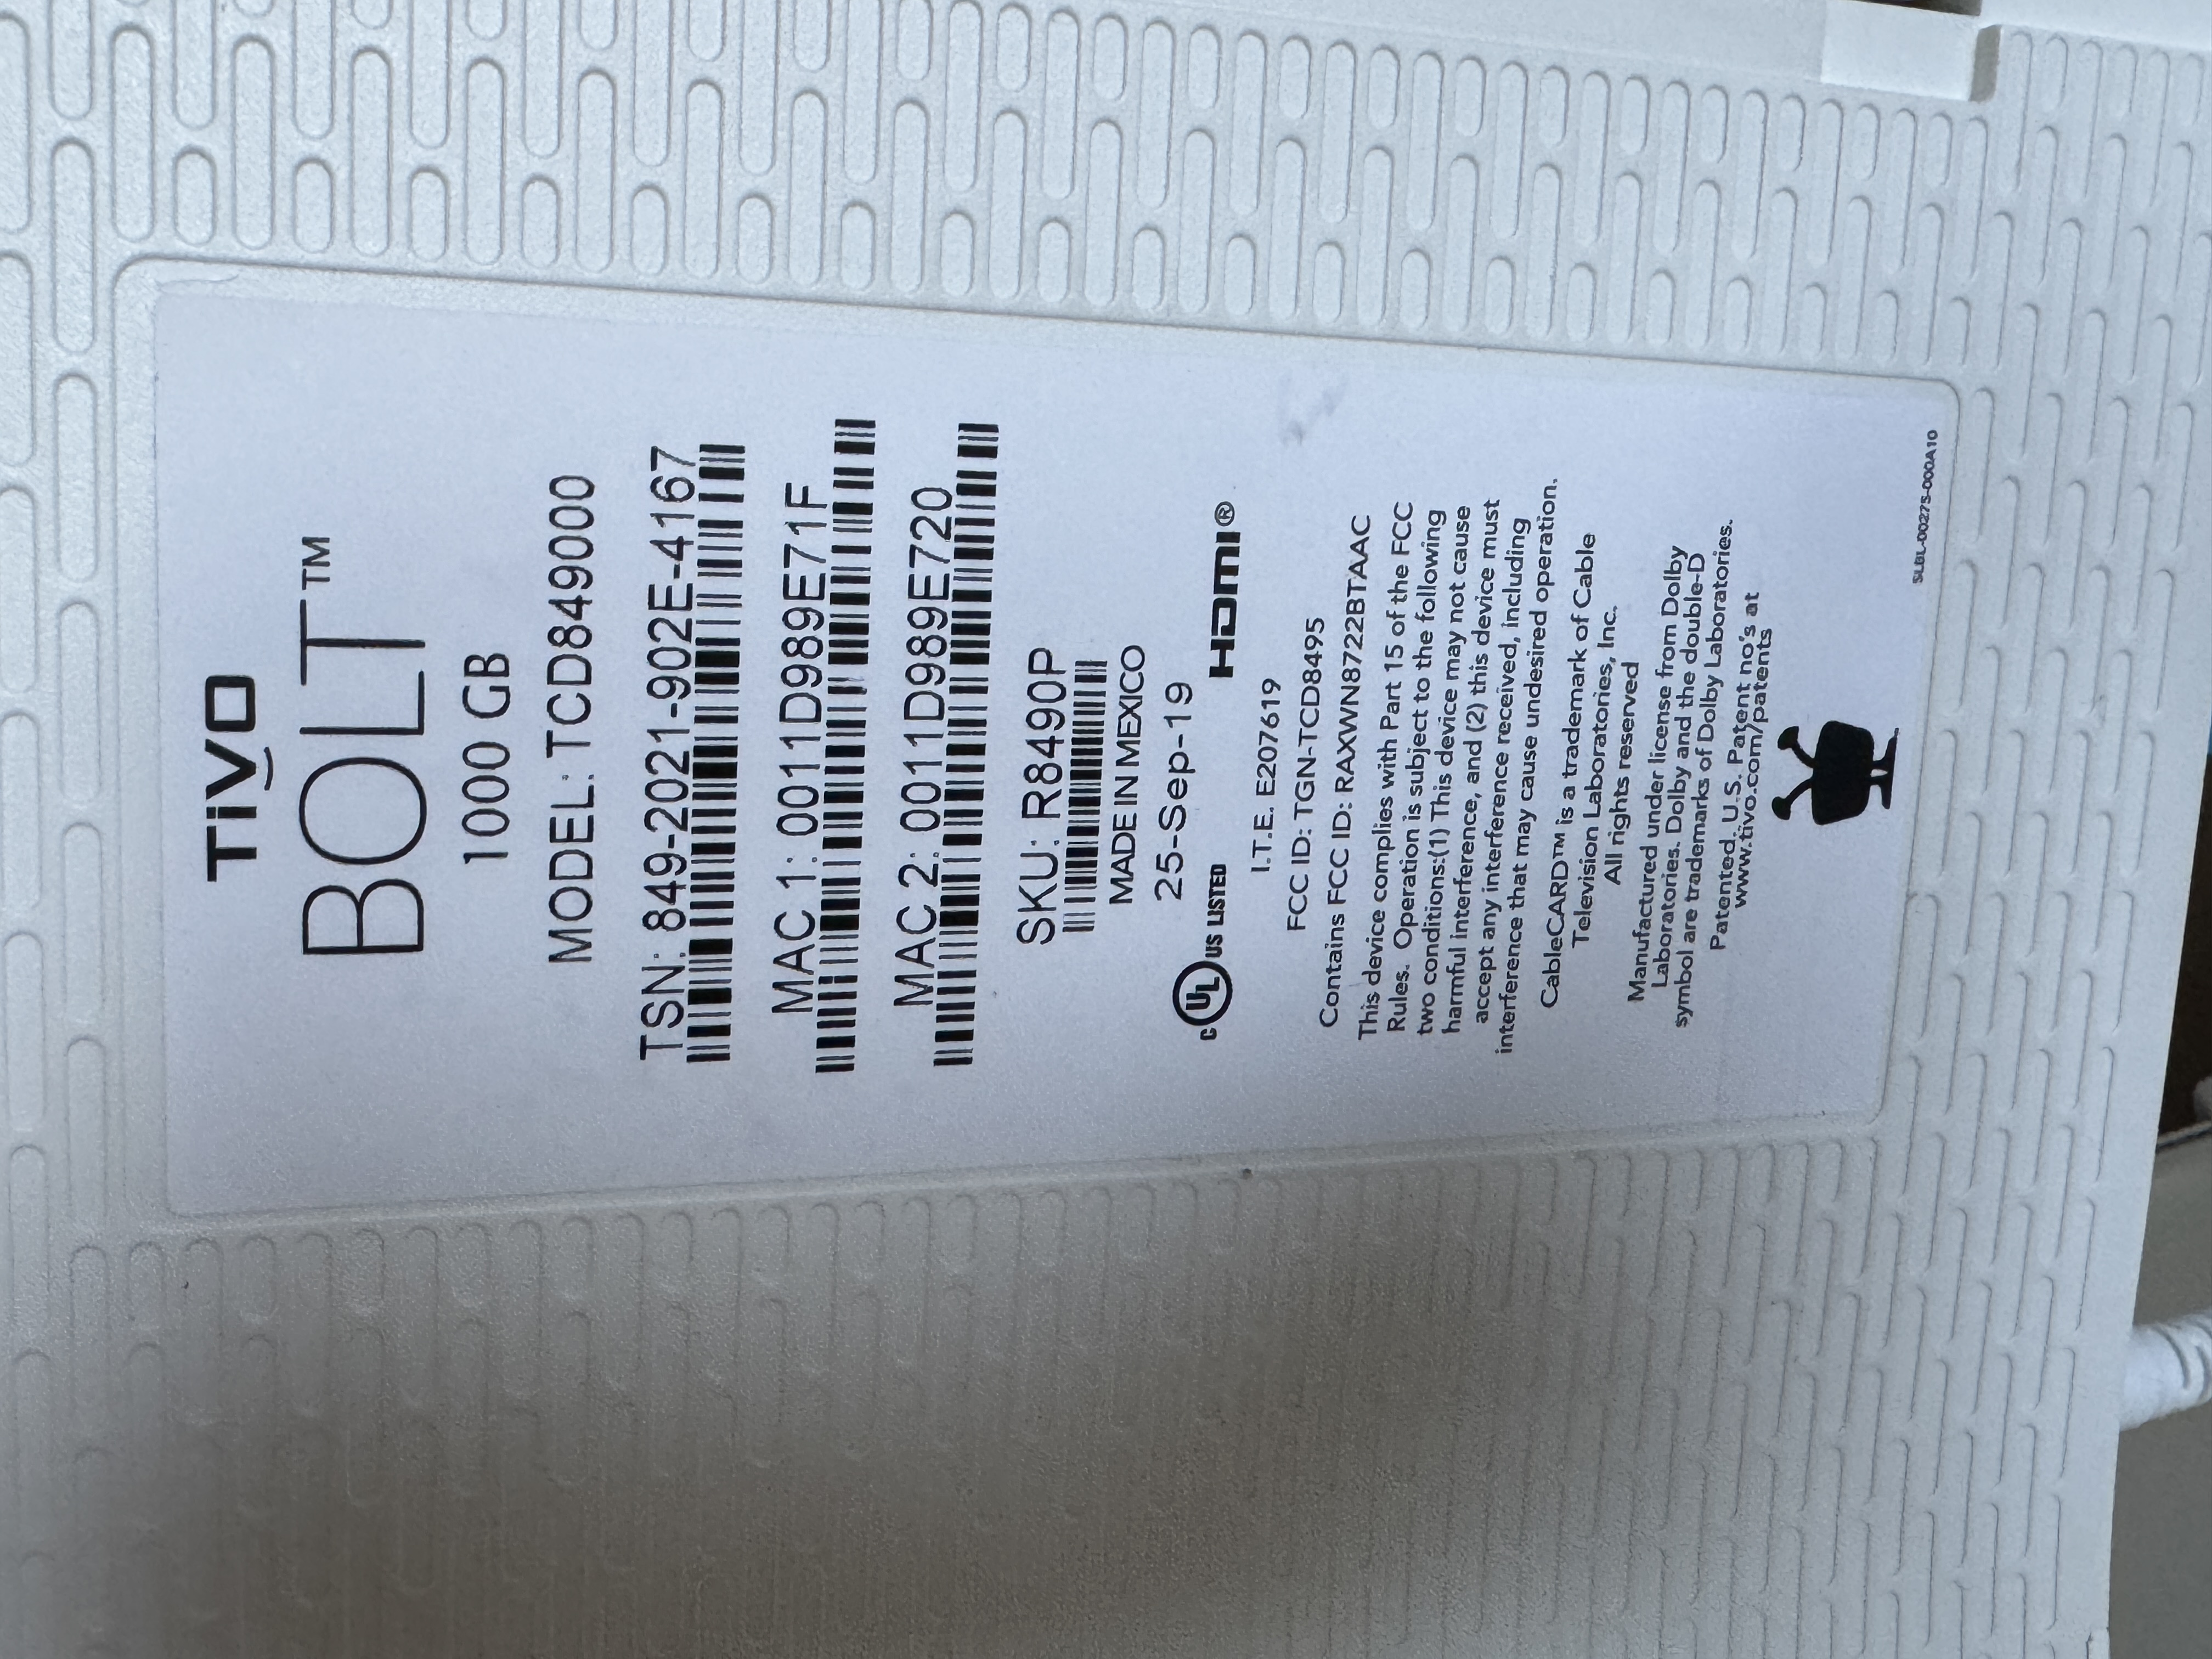 TiVo
BOLT™
1000 GB
MODEL: TCD849000
TSN: 849-2021-902E-4167
MAC 1: 0011D989E71F
MAC 2: 0011D989E720
SKU: R8490P
MADE IN MEXICO
25-Sep-19
C UL US LISTED HDMI®
I.T.E. E207619
FCC ID: TGN-TCD8495
Contains FCC ID: RAXWN8722BTAAC
This device complies with Part 15 of the FCC
Rules. Operation is subject to the following
two conditions:(1) This device may not cause
harmful interference, and (2) this device must
accept any interference received, including
interference that may cause undesired operation.
CableCARD™ is a trademark of Cable
Television Laboratories, Inc.
All rights reserved
Manufactured under license from Dolby
Laboratories. Dolby and the double-D
symbol are trademarks of Dolby Laboratories.
Patented. U.S. Patent no's at
www.tivo.com/patents
SLBL-00275-000A10